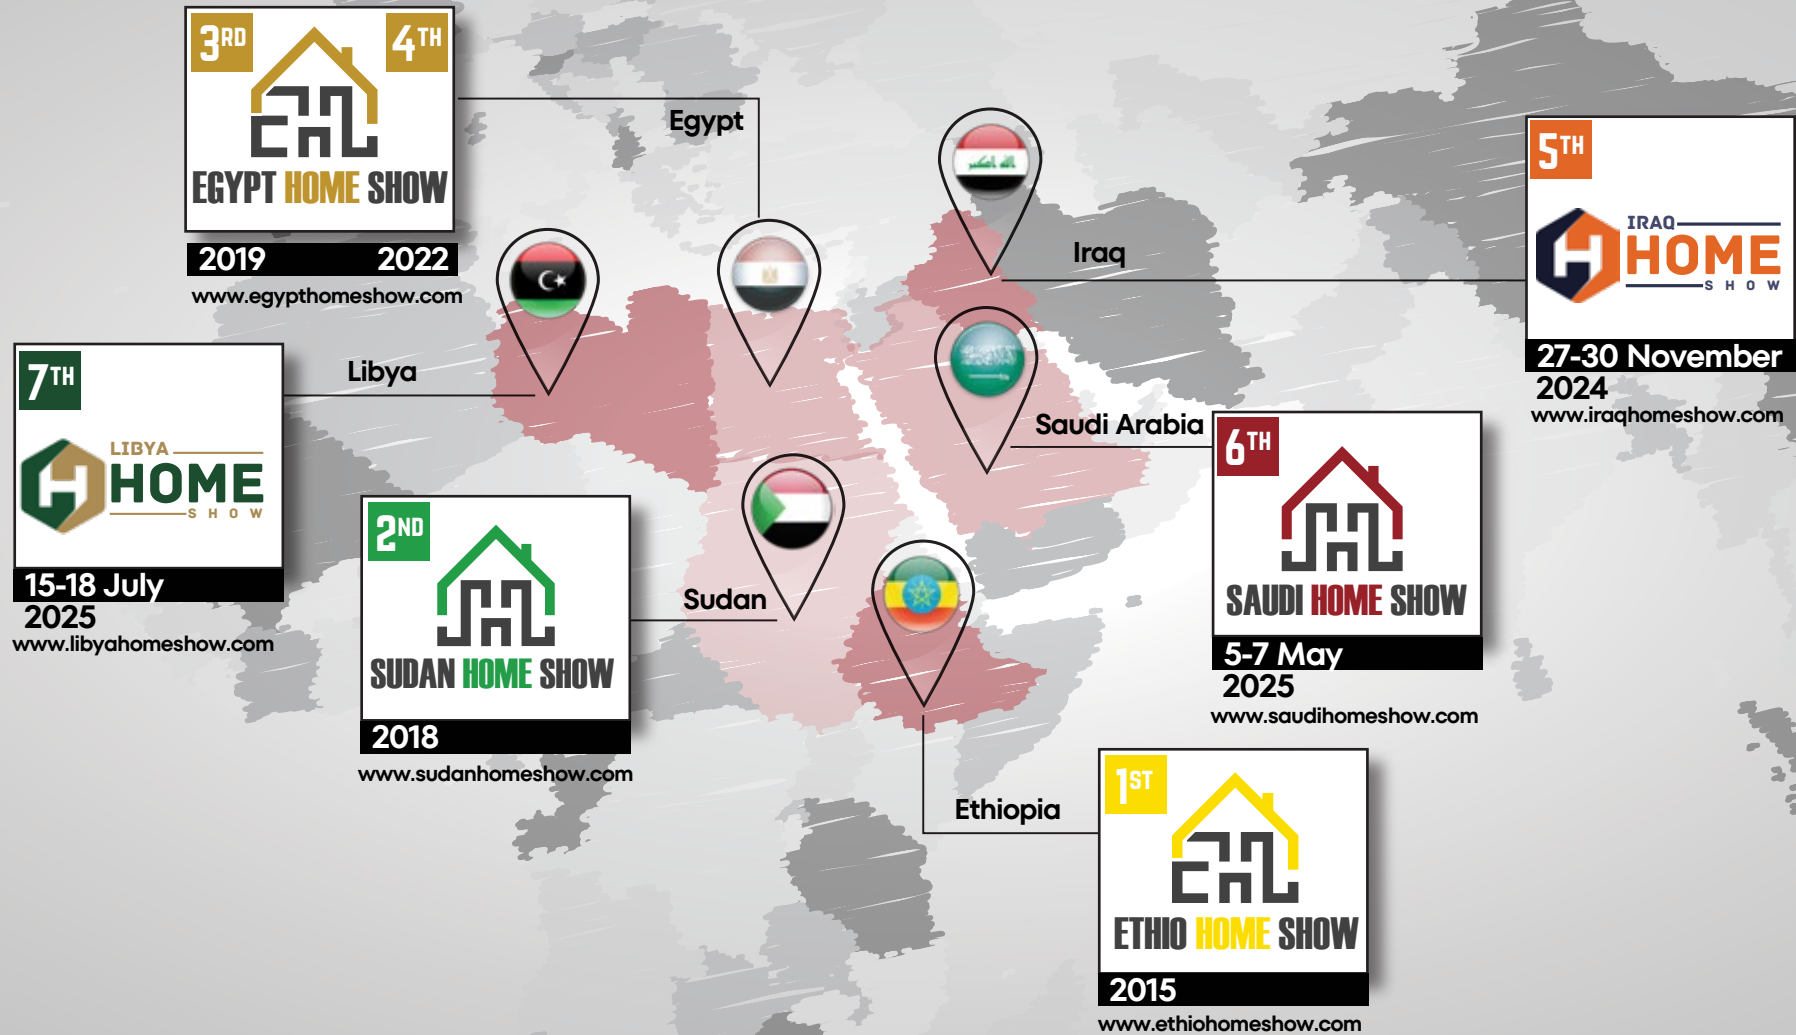 3RD
4TH
EGYPT HOME SHOW
2019
2022
www.egypthomeshow.com
Egypt
Iraq
5TH
IRAQ
HOME
SHOW
27-30 November
2024
www.iraqhomeshow.com
7TH
LIBYA
HOME
SHOW
15-18 July
2025
www.libyahomeshow.com
Libya
Saudi Arabia
6TH
SAUDI HOME SHOW
5-7 May
2025
www.saudihomeshow.com
2ND
SUDAN HOME SHOW
2018
www.sudanhomeshow.com
Sudan
Ethiopia
1ST
ETHIO HOME SHOW
2015
www.ethiohomeshow.com